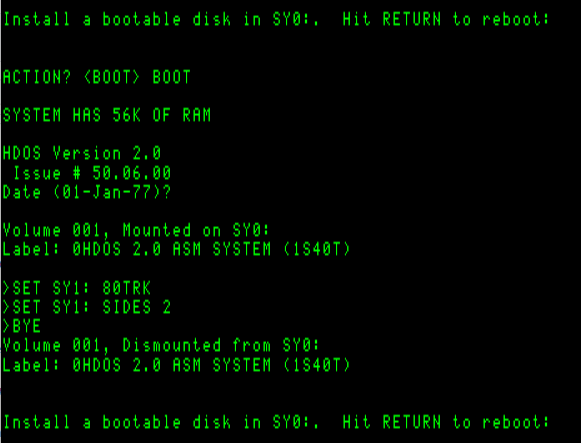 Install a bootable disk in SY0:.  Hit RETURN to reboot:
ACTION? <BOOT> BOOT
SYSTEM HAS 56K OF RAM
HDOS Version 2.0
 Issue # 50.06.00
Date (01-Jan-77)?
Volume 001, Mounted on SY0:
Label: 0HDOS 2.0 ASM SYSTEM (1S40T)
>SET SY1: 80TRK
>SET SY1: SIDES 2
>BYE
Volume 001, Dismounted from SY0:
Label: 0HDOS 2.0 ASM SYSTEM (1S40T)
Install a bootable disk in SY0:.  Hit RETURN to reboot: